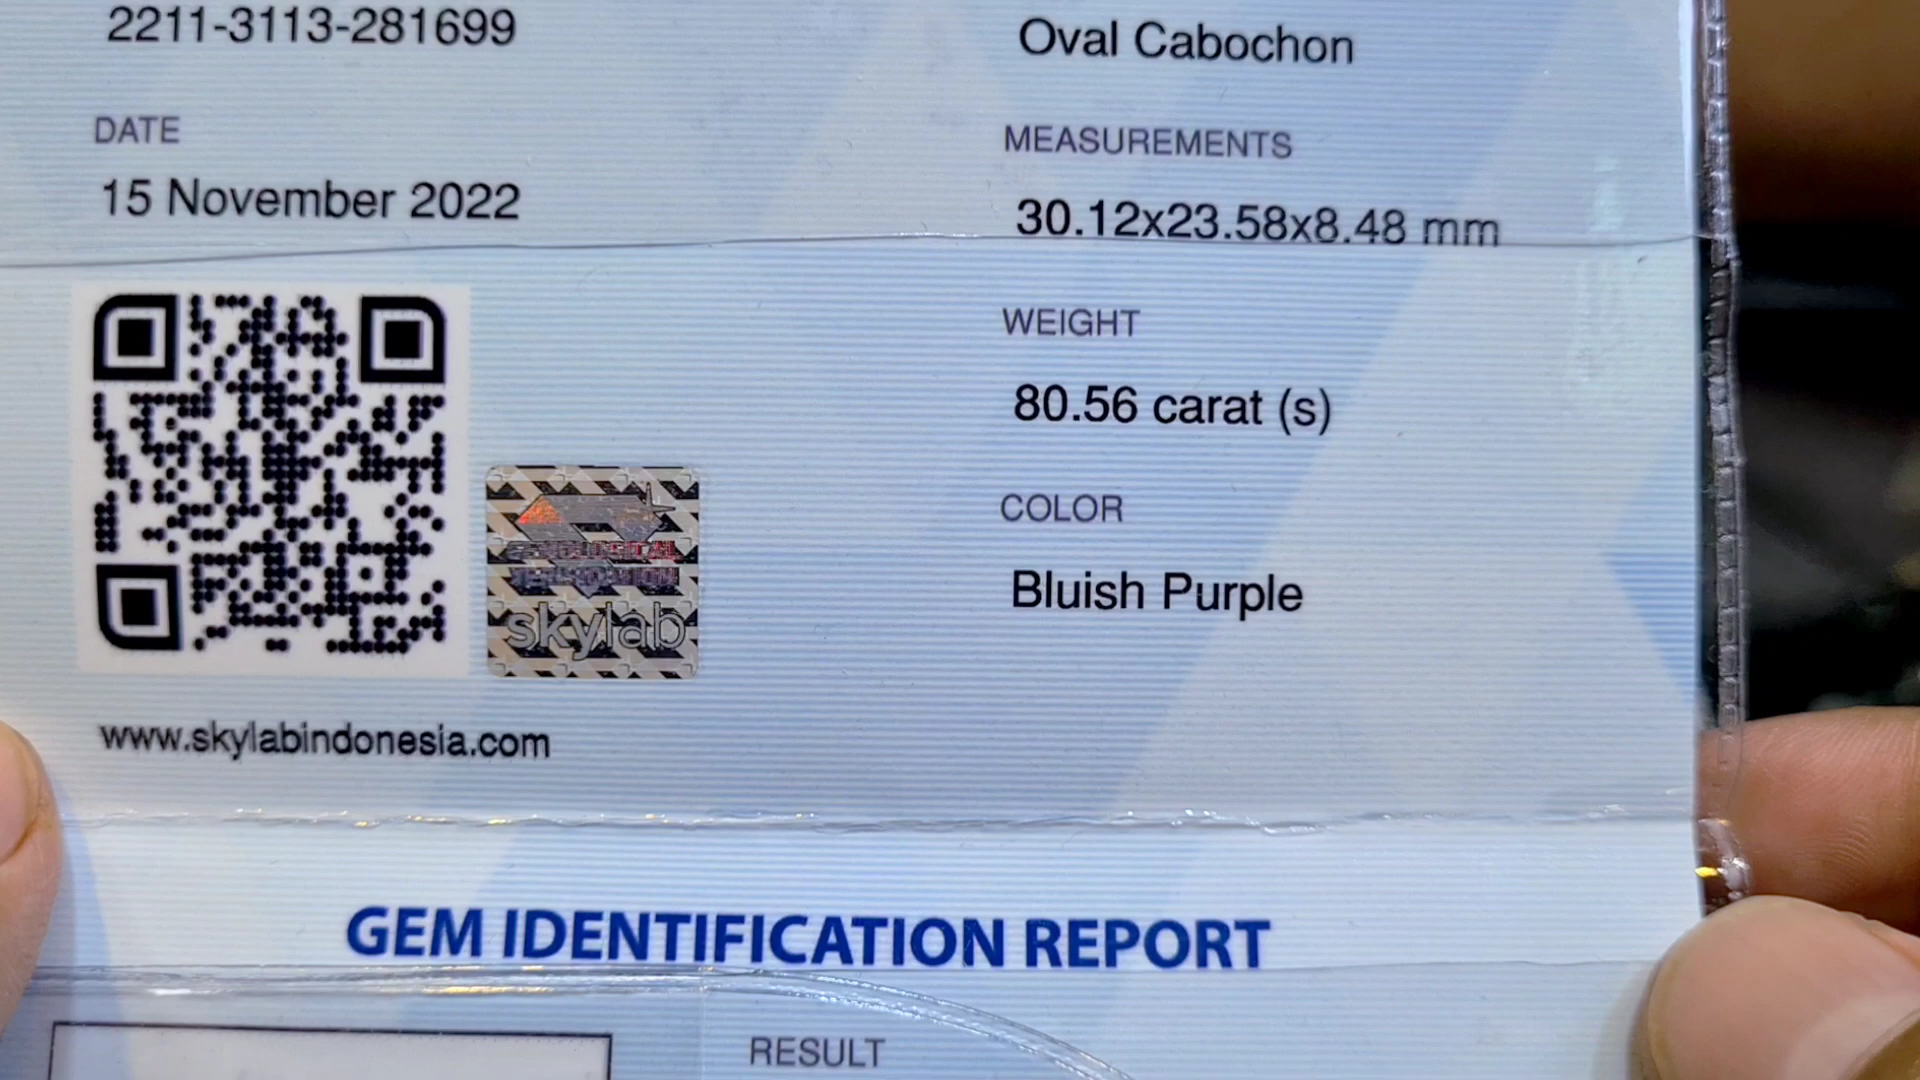 2211-3113-281699
DATE
15 November 2022
www.skylabindonesia.com
skylab
Oval Cabochon
MEASUREMENTS
30.12x23.58x8.48 mm
WEIGHT
80.56 carat (s)
COLOR
Bluish Purple
GEM IDENTIFICATION REPORT
RESULT